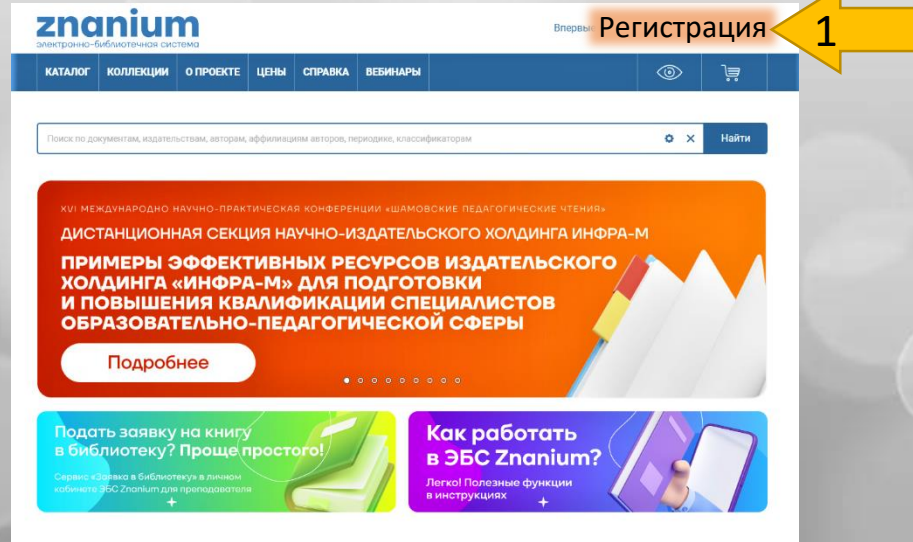 znanium
электронно-библиотечная система
Впервые
Регистрация
1
КАТАЛОГ КОЛЛЕКЦИИ О ПРОЕКТЕ ЦЕНЫ СПРАВКА ВЕБИНАРЫ
Поиск по документам, издательствам, авторам, аффилиациям авторов, периодике, классификаторам
Найти
XVI МЕЖДУНАРОДНО НАУЧНО-ПРАКТИЧЕСКАЯ КОНФЕРЕНЦИИ «ШАМОВСКИЕ ПЕДАГОГИЧЕСКИЕ ЧТЕНИЯ»
ДИСТАНЦИОННАЯ СЕКЦИЯ НАУЧНО-ИЗДАТЕЛЬСКОГО ХОЛДИНГА ИНФРА-М
ПРИМЕРЫ ЭФФЕКТИВНЫХ РЕСУРСОВ ИЗДАТЕЛЬСКОГО
ХОЛДИНГА «ИНФРА-М» ДЛЯ ПОДГОТОВКИ
И ПОВЫШЕНИЯ КВАЛИФИКАЦИИ СПЕЦИАЛИСТОВ
ОБРАЗОВАТЕЛЬНО-ПЕДАГОГИЧЕСКОЙ СФЕРЫ
Подробнее
Подать заявку на книгу
в библиотеку? Проще простого!
Сервис «Заявка в библиотеку» в личном
кабинете ЭБС Znanium для преподавателя
Как работать
в ЭБС Znanium?
Легко! Полезные функции
в инструкциях